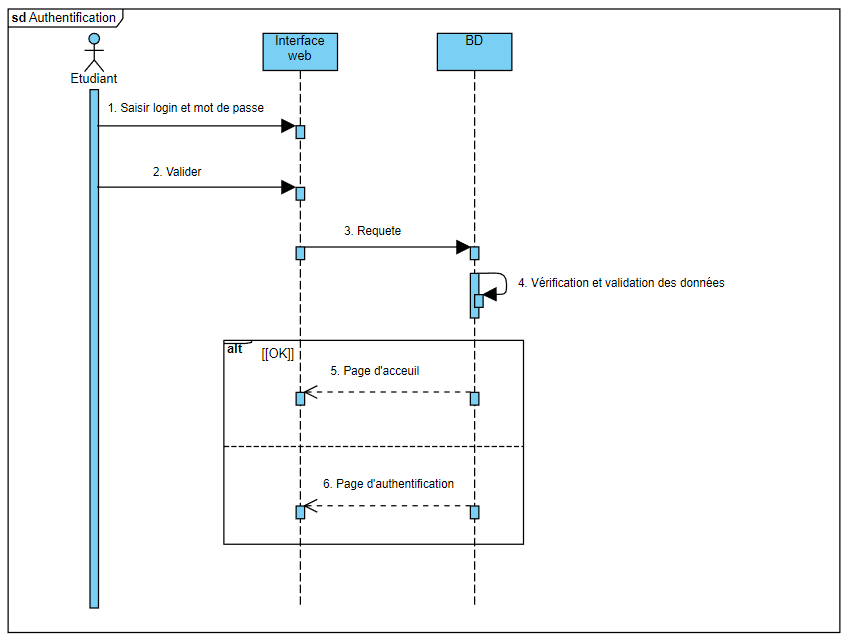 sd Authentification
Etudiant
Interface
web
BD
1. Saisir login et mot de passe
2. Valider
3. Requete
4. Vérification et validation des données
alt
[[OK]]
5. Page d'acceuil
6. Page d'authentification